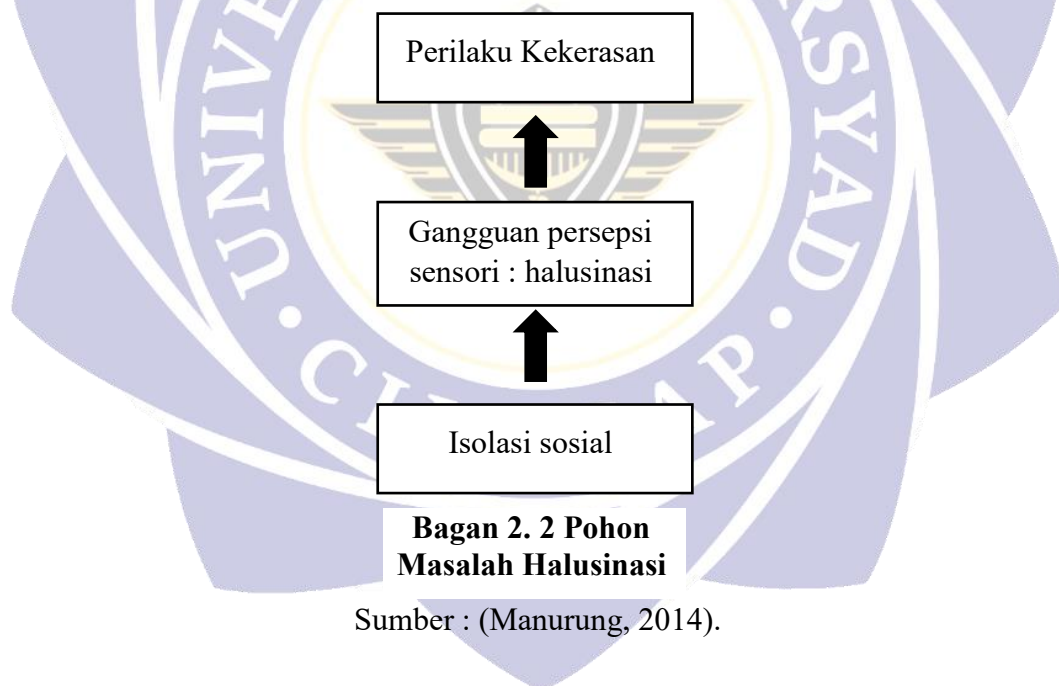 Perilaku Kekerasan
Gangguan persepsi
sensori : halusinasi
Isolasi sosial
Bagan 2. 2 Pohon
Masalah Halusinasi
Sumber : (Manurung, 2014).